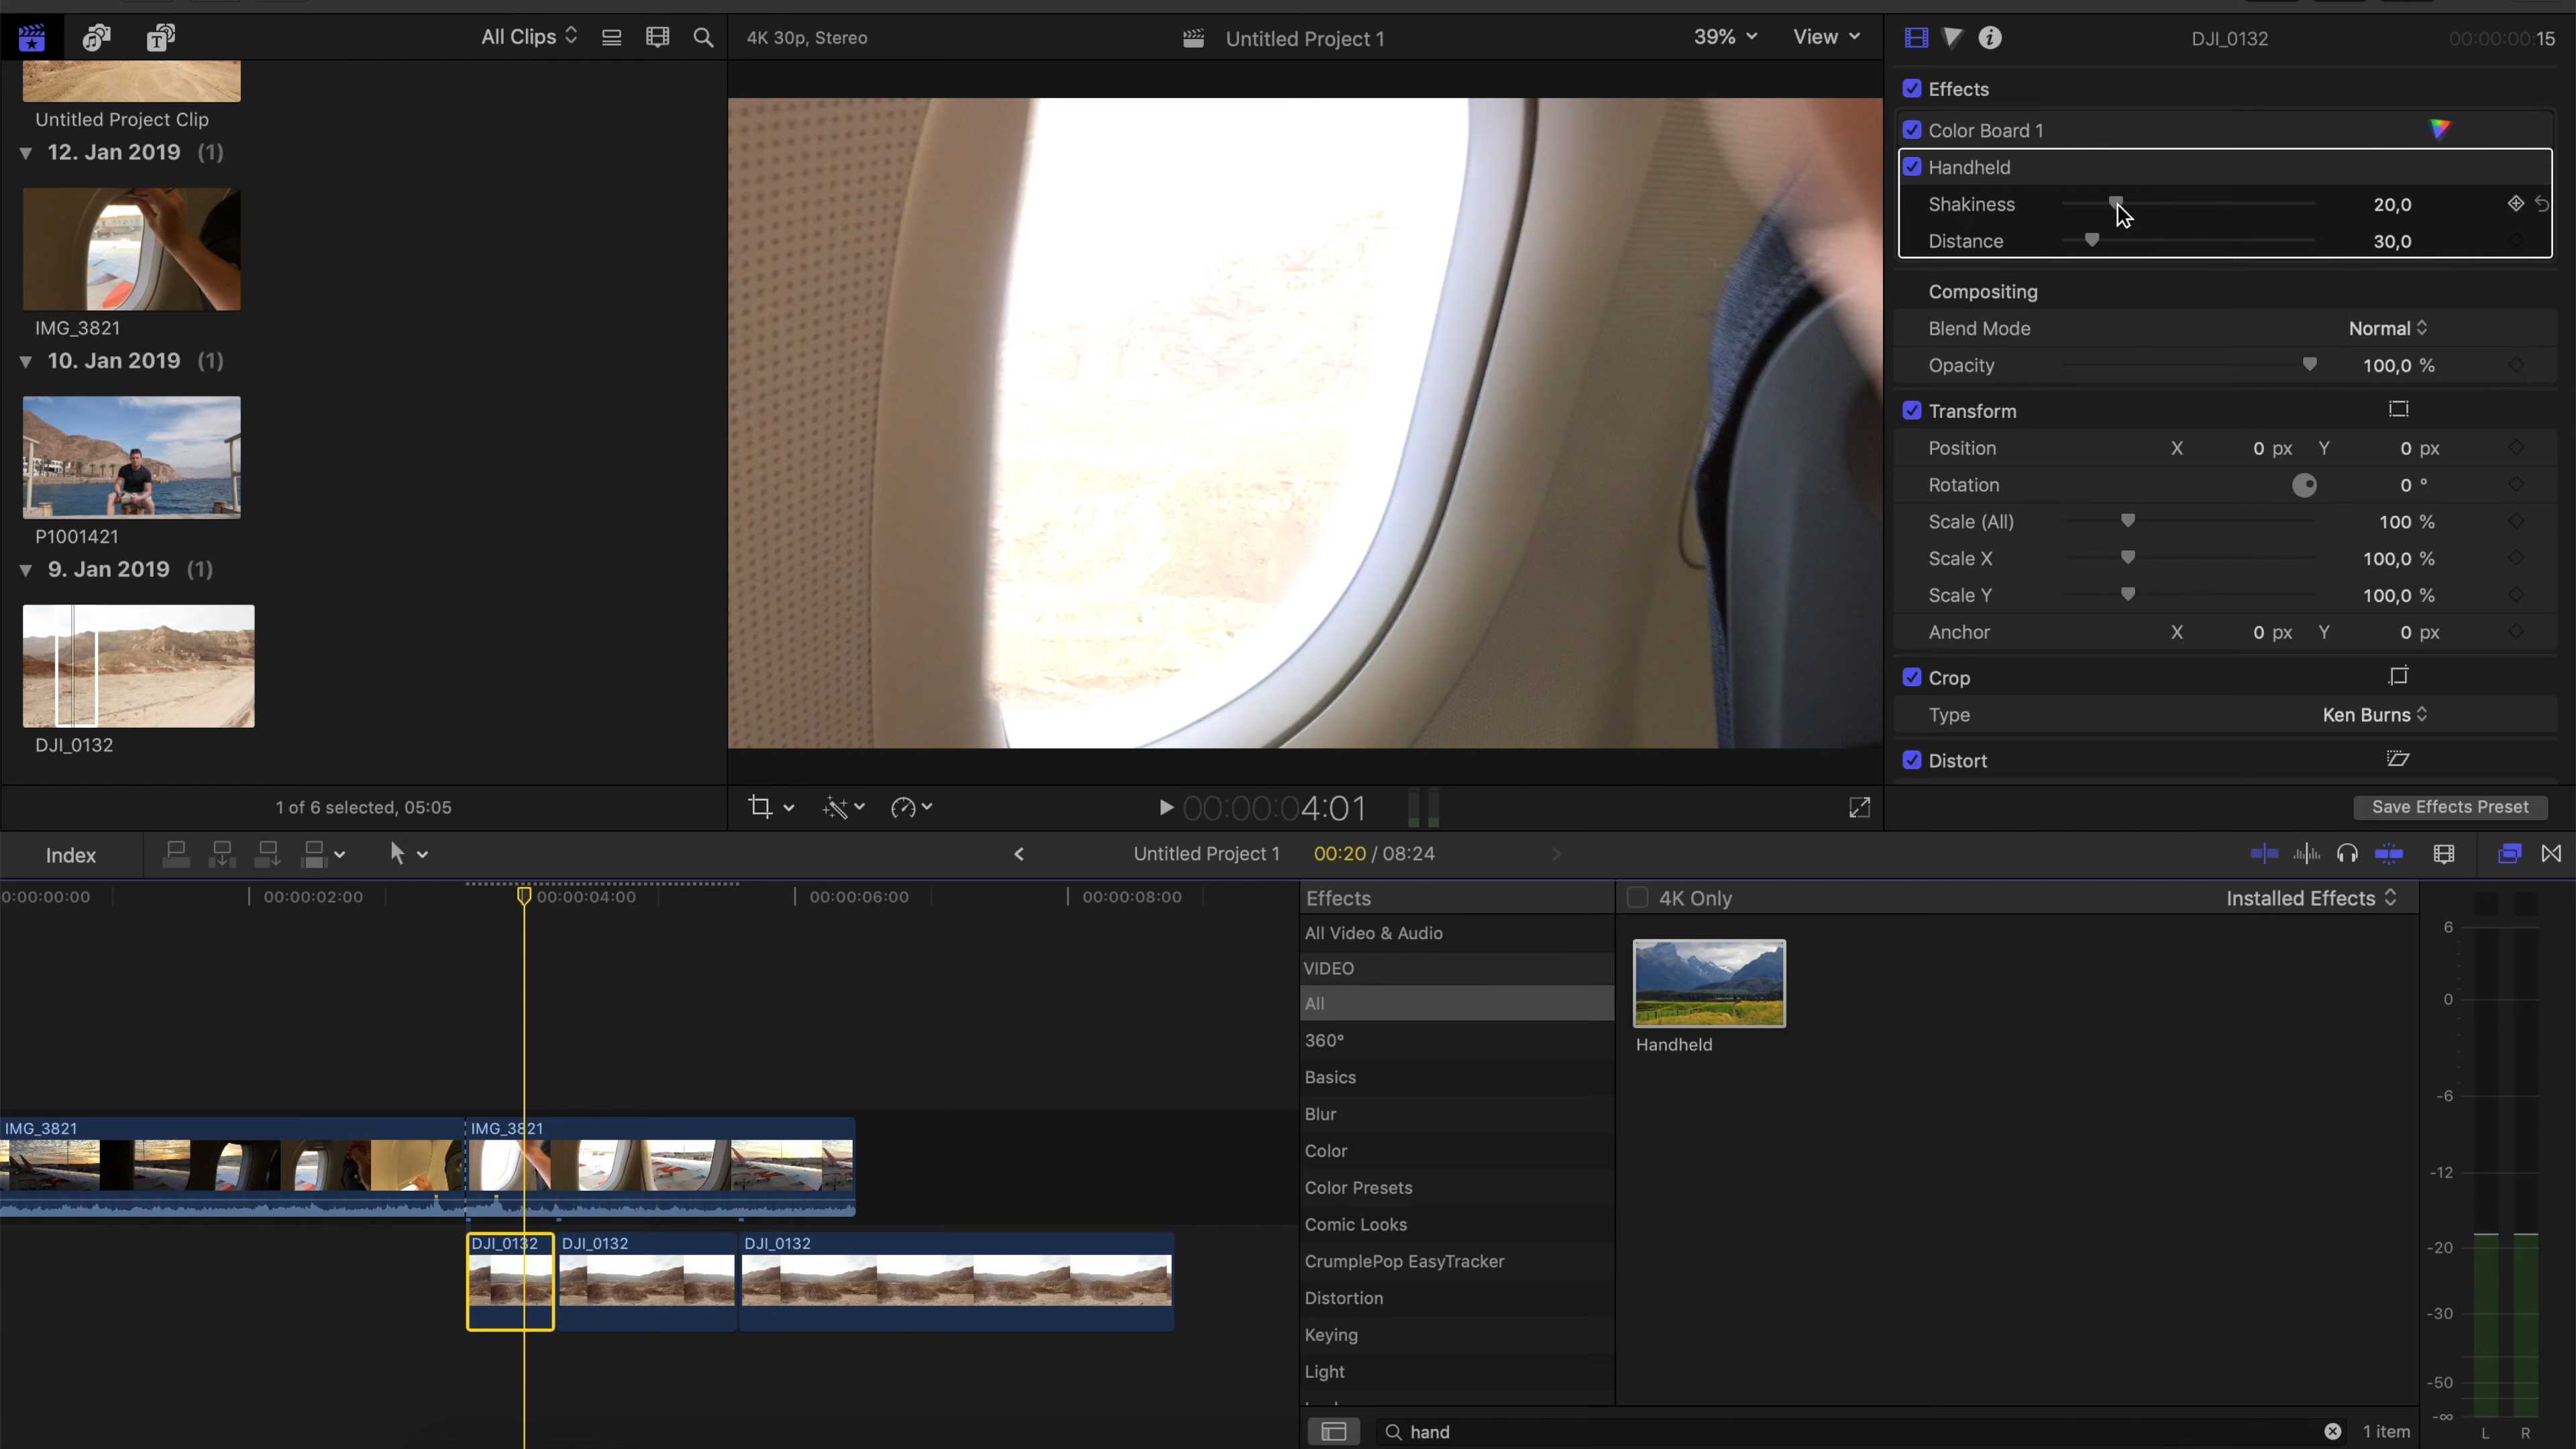 All Clips
4K 30p, Stereo
Untitled Project 1
39%
View
DJI_0132
00:00:00:15
Untitled Project Clip
12. Jan 2019 (1)
IMG_3821
10. Jan 2019 (1)
P1001421
9. Jan 2019 (1)
DJI_0132
1 of 6 selected, 05:05
00:00:04:01
Effects
Color Board 1
Handheld
Shakiness 20,0
Distance 30,0
Compositing
Blend Mode Normal
Opacity 100,0 %
Transform
Position X 0 px Y 0 px
Rotation 0 °
Scale (All) 100 %
Scale X 100,0 %
Scale Y 100,0 %
Anchor X 0 px Y 0 px
Crop
Type Ken Burns
Distort
Save Effects Preset
Index
Untitled Project 1 00:20 / 08:24
0:00:00:00 00:00:02:00 00:00:04:00 00:00:06:00 00:00:08:00
IMG_3821 IMG_3821
DJI_0132 DJI_0132 DJI_0132
Effects
All Video & Audio
VIDEO
All
360°
Basics
Blur
Color
Color Presets
Comic Looks
CrumplePop EasyTracker
Distortion
Keying
Light
4K Only
Installed Effects
Handheld
hand
1 item
6
0
-6
-12
-20
-30
-50
-∞
L R